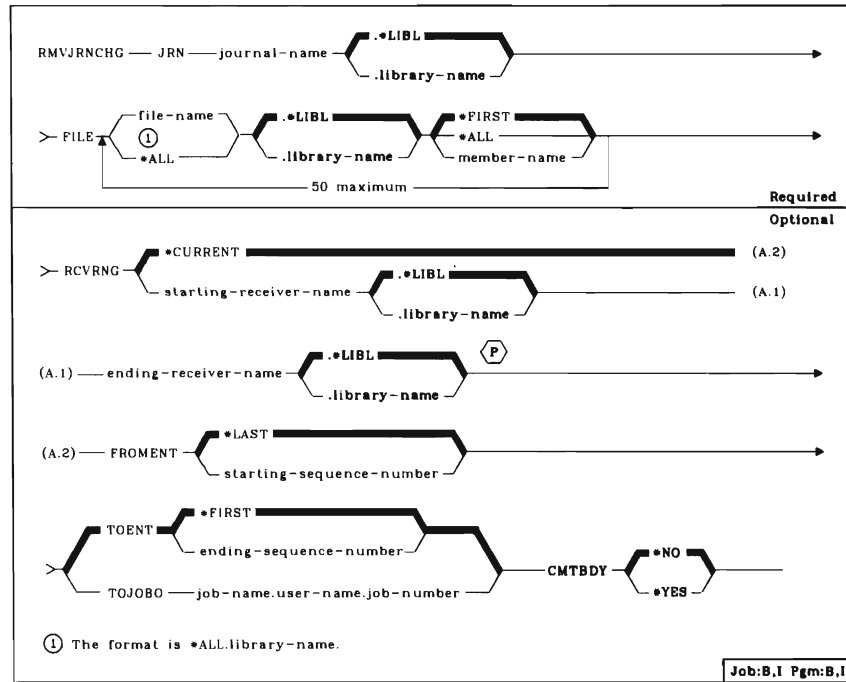 .*LIBL
RMVJRNCHG JRN journal-name
.library-name
file-name .*LIBL *FIRST
FILE ① *ALL
*ALL .library-name member-name
50 maximum
Required
Optional
*CURRENT (A.2)
RCVRNG .*LIBL
starting-receiver-name (A.1)
.library-name
.*LIBL P
(A.1) ending-receiver-name
.library-name
*LAST
(A.2) FROMENT
starting-sequence-number
*FIRST
TOENT
ending-sequence-number *NO
CMTBDY
TOJOBO job-name.user-name.job-number *YES
① The format is *ALL.library-name.
Job:B,I Pgm:B,I